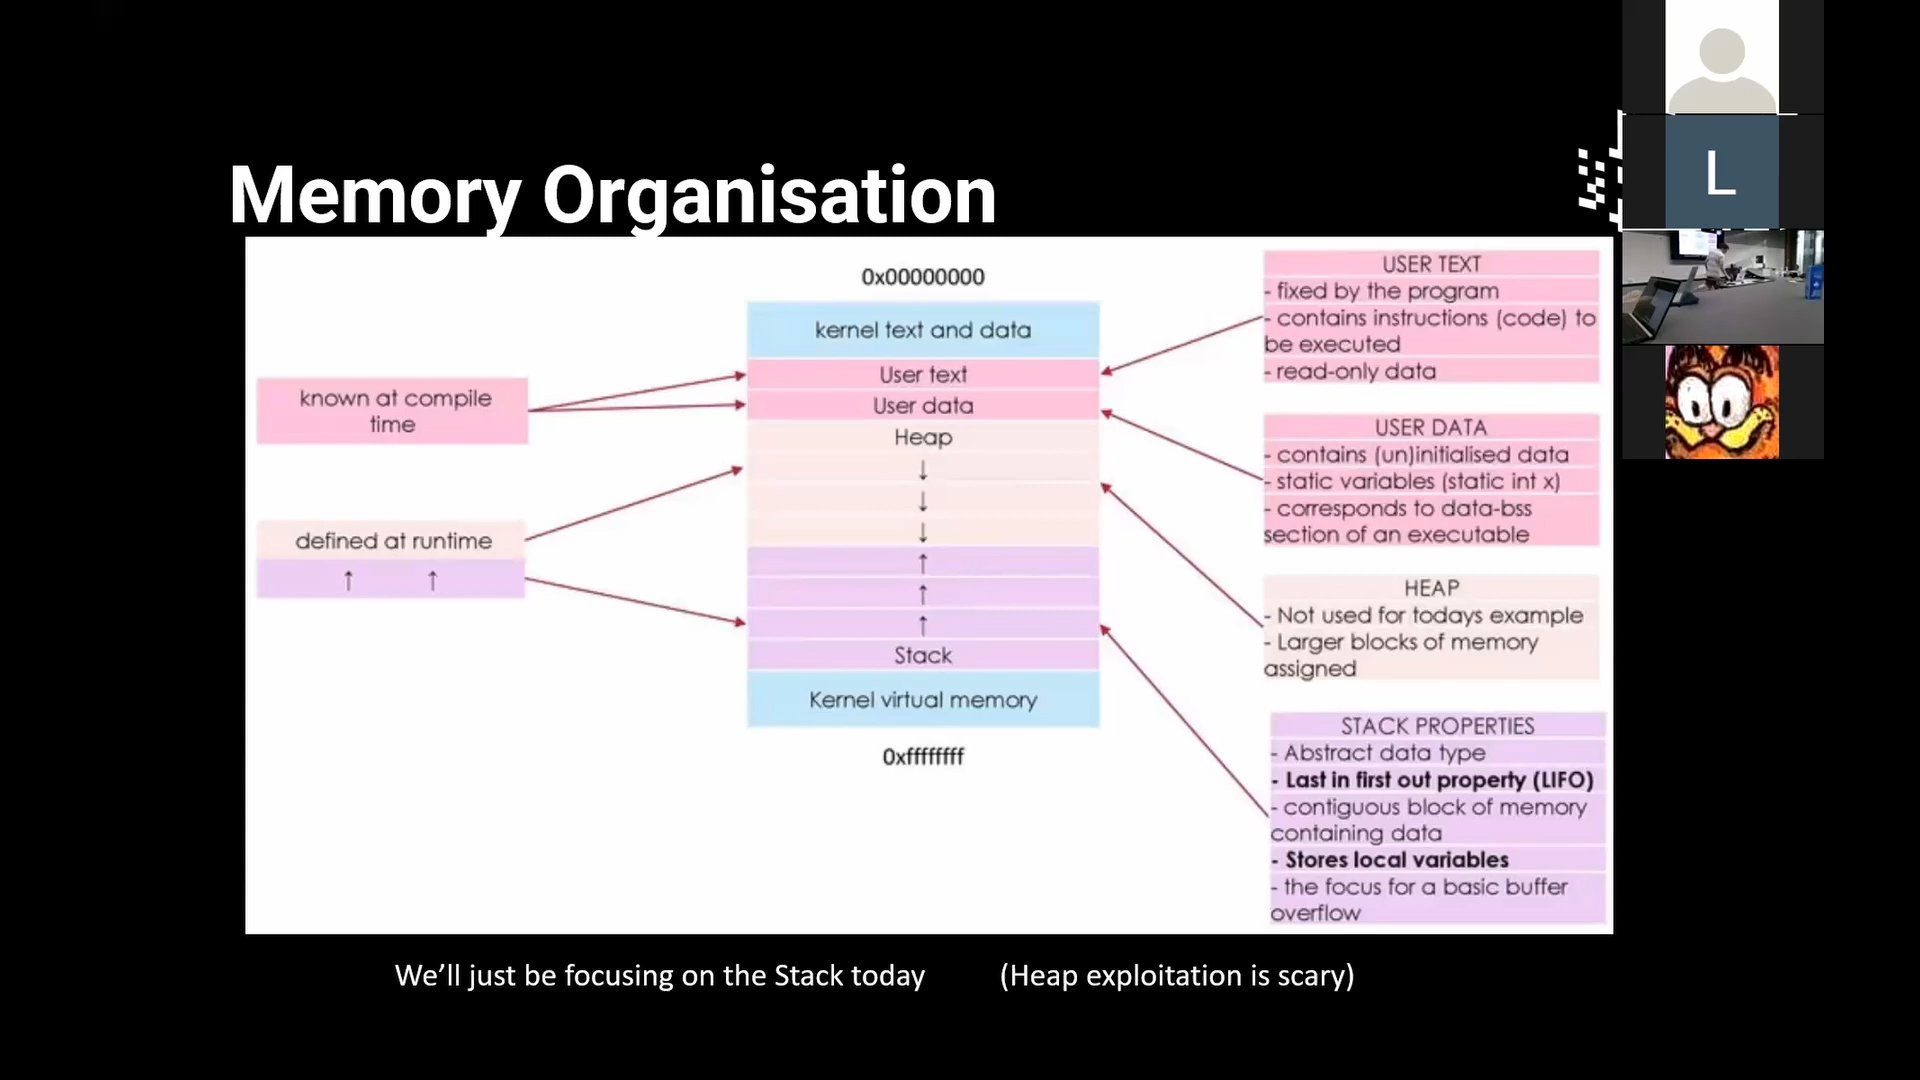 Memory Organisation
L
0x00000000
kernel text and data
User text
User data
Heap
↓
↓
↓
↑
↑
↑
Stack
Kernel virtual memory
0xffffffff
known at compile
time
defined at runtime
↑ ↑
USER TEXT
- fixed by the program
- contains instructions (code) to
be executed
- read-only data
USER DATA
- contains (un)initialised data
- static variables (static int x)
- corresponds to data-bss
section of an executable
HEAP
- Not used for todays example
- Larger blocks of memory
assigned
STACK PROPERTIES
- Abstract data type
- Last in first out property (LIFO)
- contiguous block of memory
containing data
- Stores local variables
- the focus for a basic buffer
overflow
We’ll just be focusing on the Stack today
(Heap exploitation is scary)